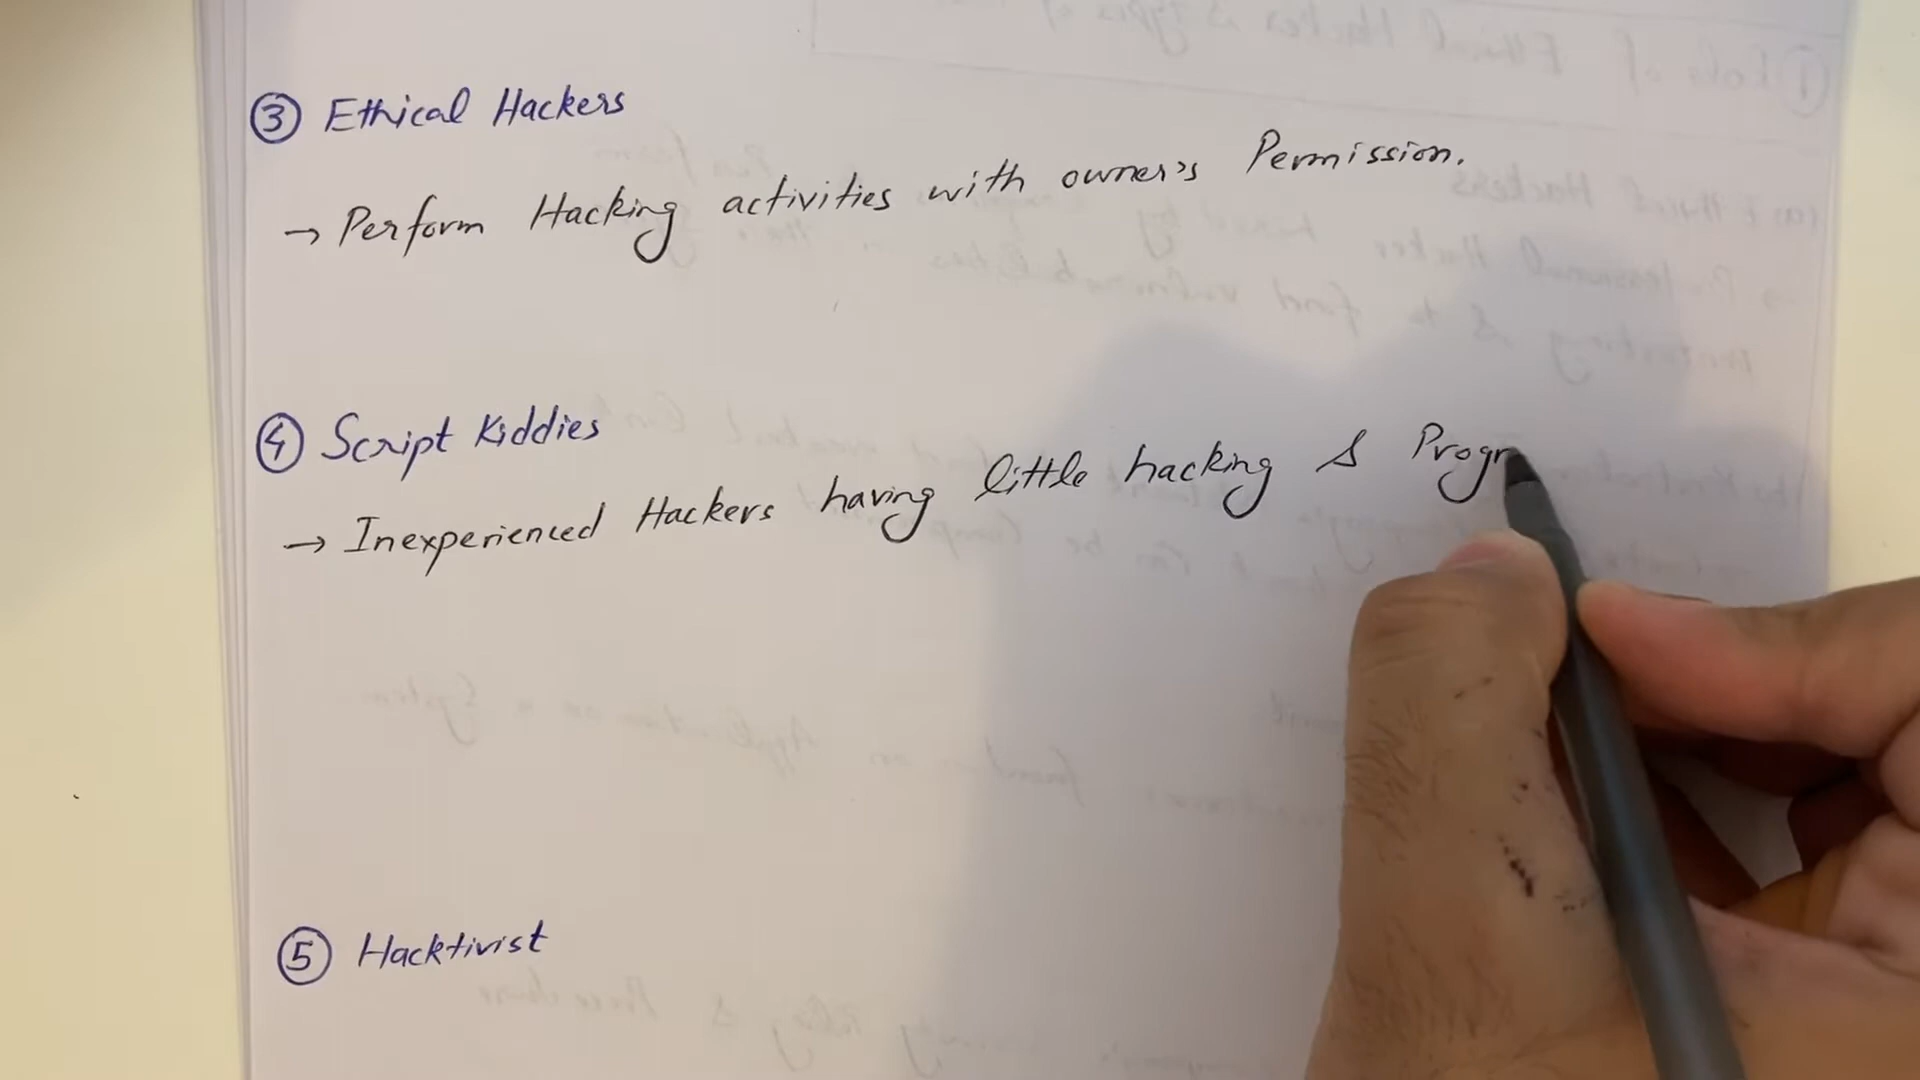 ③ Ethical Hackers
→ Perform Hacking activities with owner's Permission.
④ Script Kiddies
→ Inexperienced Hackers having little hacking & Progr
⑤ Hacktivist